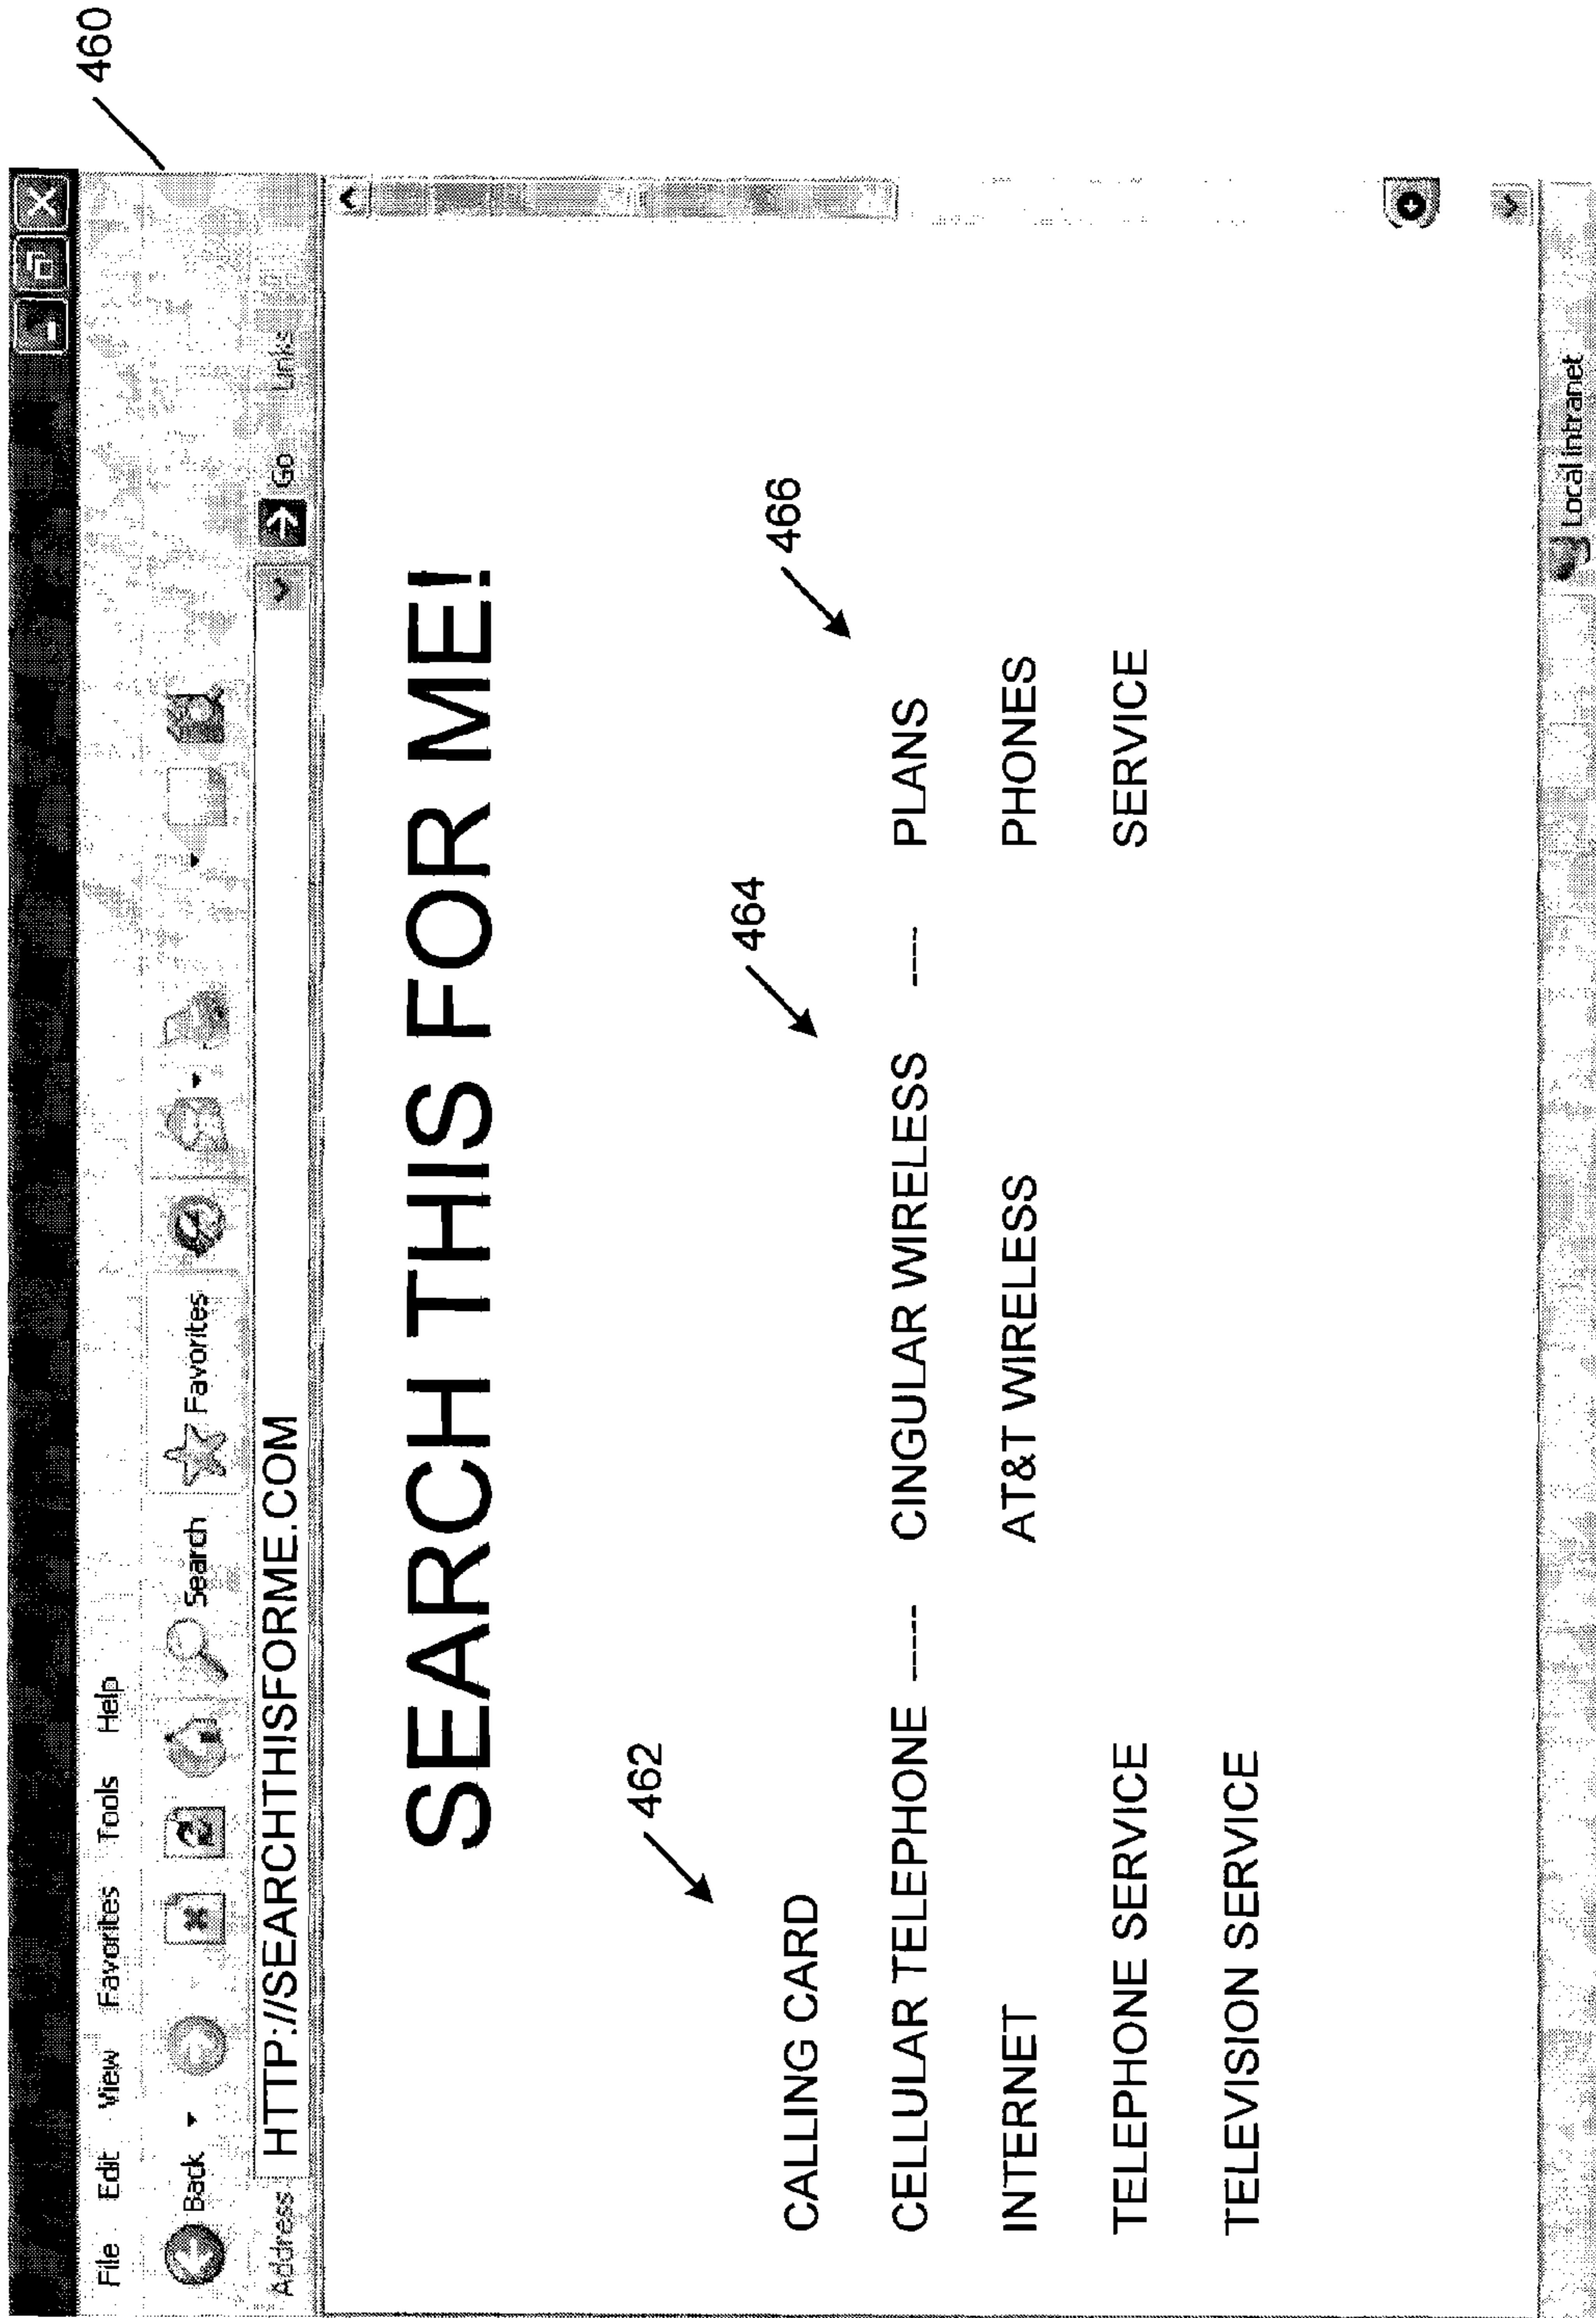 460
File Edit View Favorites Tools Help
Back Search Favorites
Address HTTP://SEARCHTHISFORME.COM Go Links
SEARCH THIS FOR ME!
462
464
466
CALLING CARD
CELLULAR TELEPHONE ----- CINGULAR WIRELESS ---- PLANS
INTERNET AT&T WIRELESS PHONES
TELEPHONE SERVICE SERVICE
TELEVISION SERVICE
Local intranet